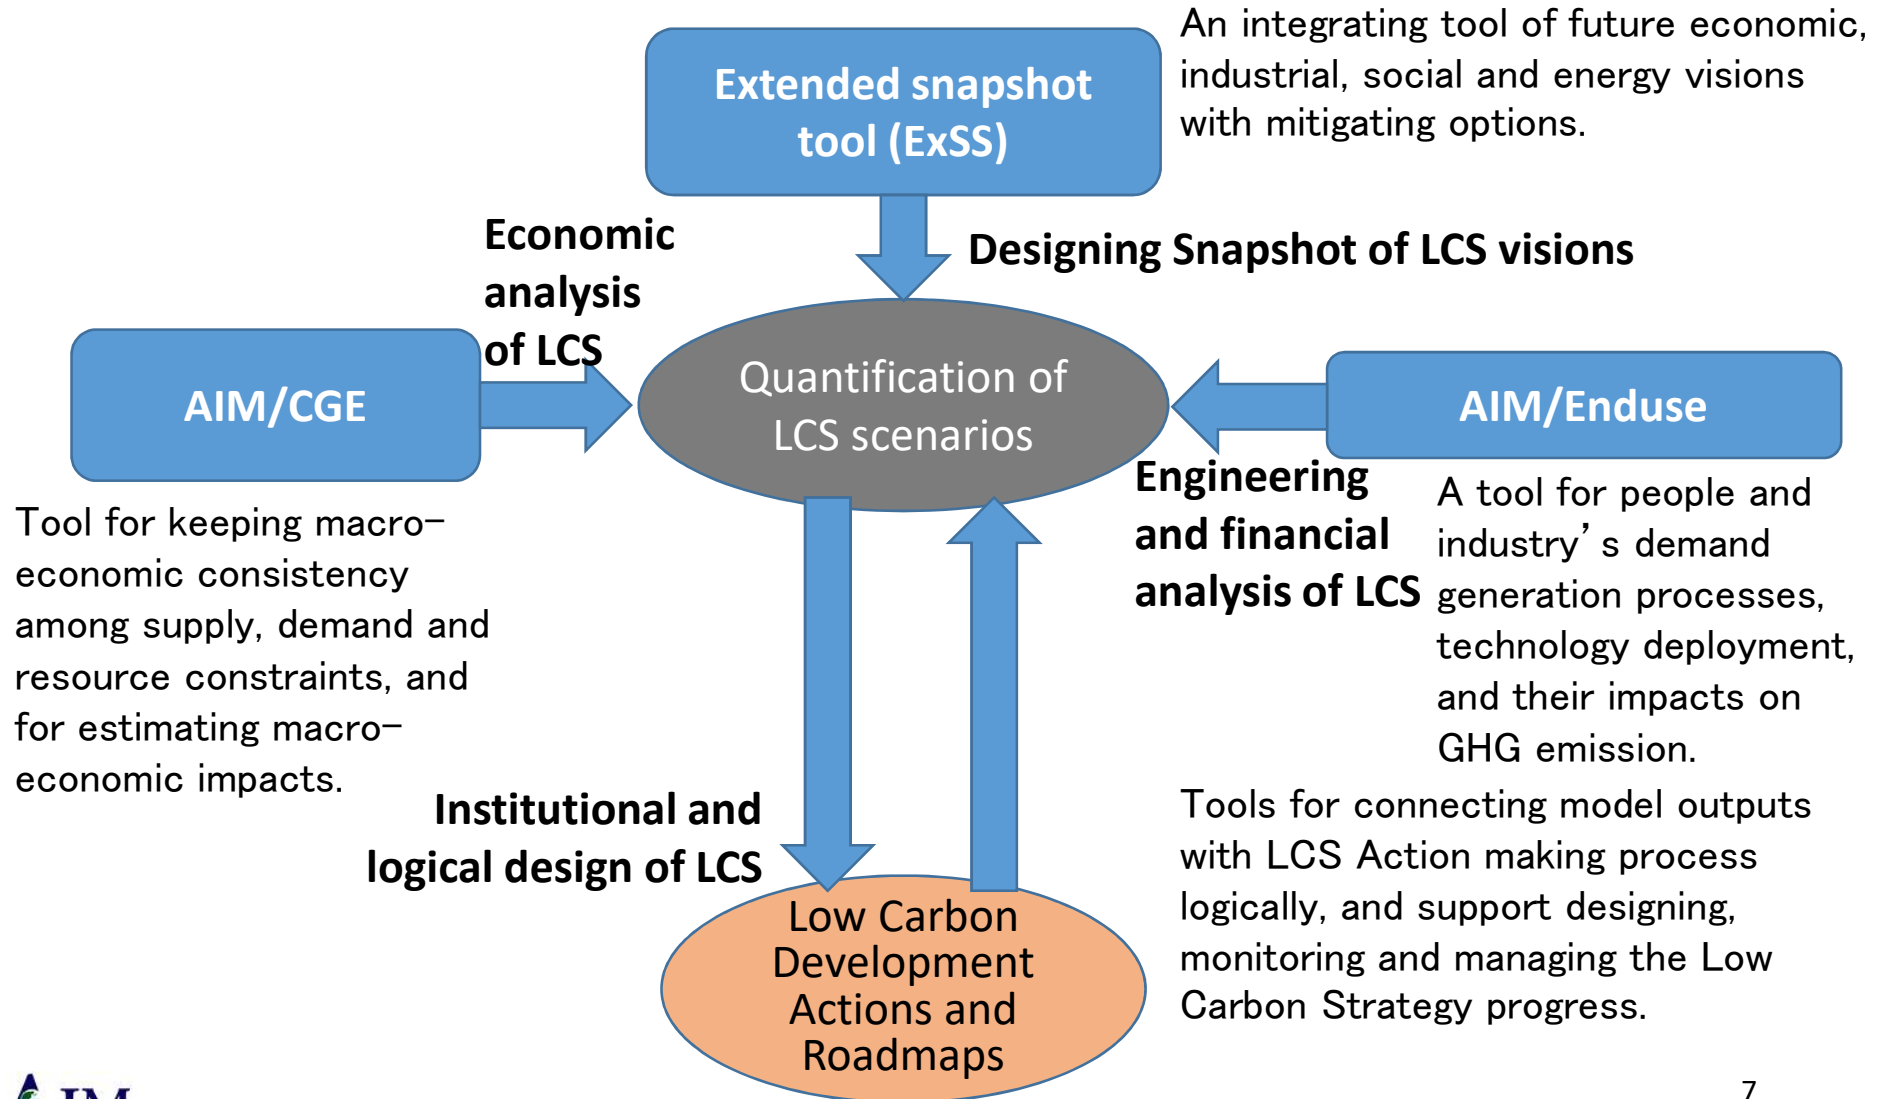 An integrating tool of future economic,
industrial, social and energy visions
with mitigating options.
Extended snapshot
tool (ExSS)
Economic
analysis
of LCS
Designing Snapshot of LCS visions
AIM/CGE
Quantification of
LCS scenarios
AIM/Enduse
Tool for keeping macro-
economic consistency
among supply, demand and
resource constraints, and
for estimating macro-
economic impacts.
Engineering
and financial
analysis of LCS
A tool for people and
industry’s demand
generation processes,
technology deployment,
and their impacts on
GHG emission.
Institutional and
logical design of LCS
Tools for connecting model outputs
with LCS Action making process
logically, and support designing,
monitoring and managing the Low
Carbon Strategy progress.
Low Carbon
Development
Actions and
Roadmaps
AIM
7